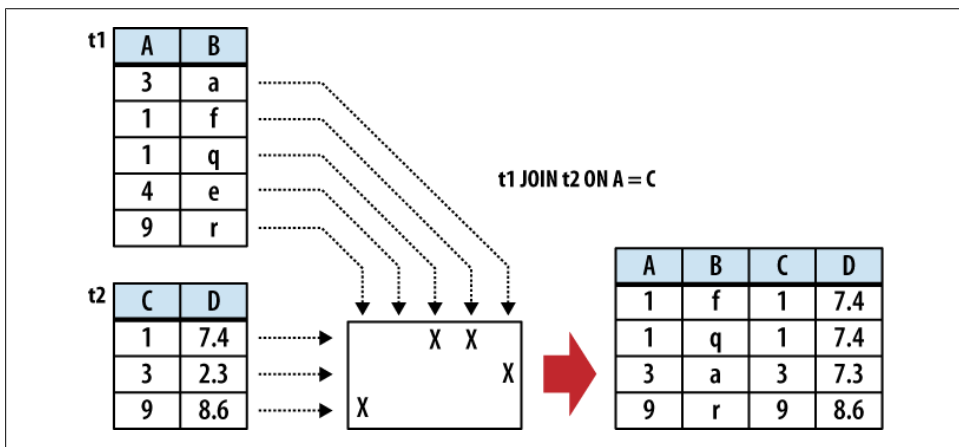 t1
A B
3 a
1 f
1 q
4 e
9 r
t1 JOIN t2 ON A = C
t2
C D
1 7.4
3 2.3
9 8.6
X X
X
X
A B C D
1 f 1 7.4
1 q 1 7.4
3 a 3 7.3
9 r 9 8.6